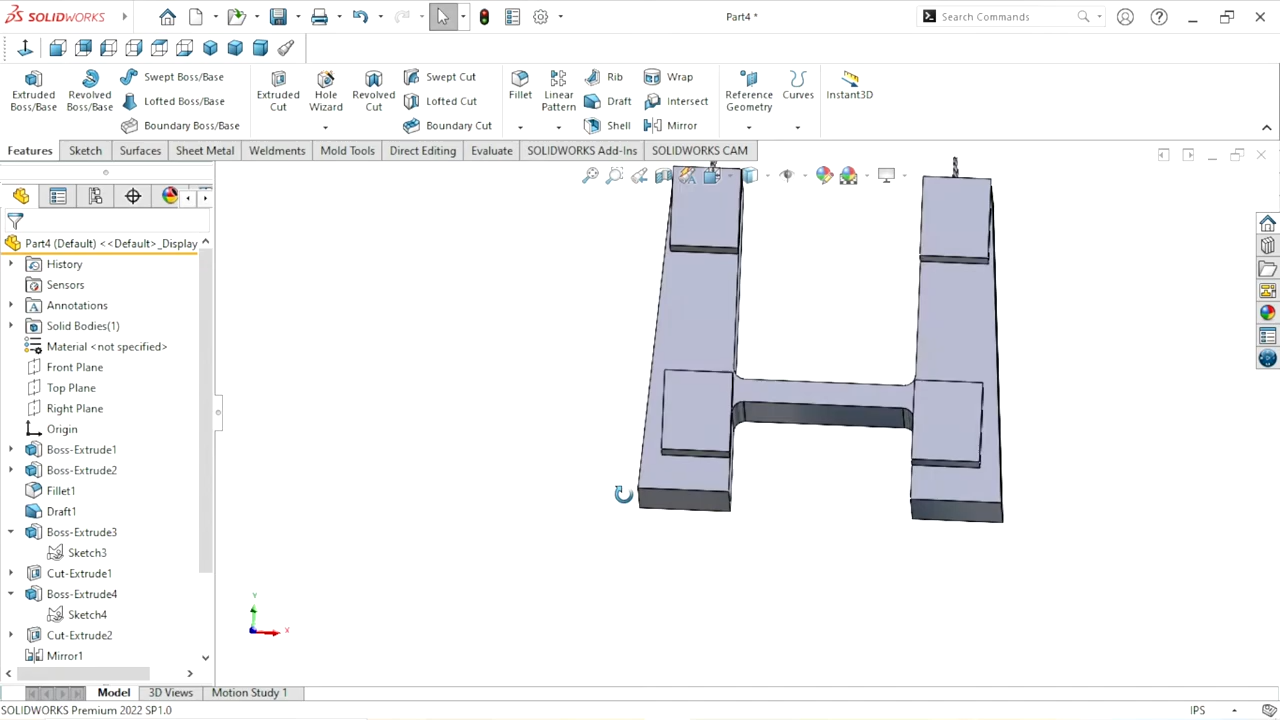 SOLIDWORKS
Part4 *
Search Commands
Extruded Boss/Base
Revolved Boss/Base
Swept Boss/Base
Lofted Boss/Base
Boundary Boss/Base
Extruded Cut
Hole Wizard
Revolved Cut
Swept Cut
Lofted Cut
Boundary Cut
Fillet
Linear Pattern
Rib
Draft
Shell
Wrap
Intersect
Mirror
Reference Geometry
Curves
Instant3D
Features
Sketch
Surfaces
Sheet Metal
Weldments
Mold Tools
Direct Editing
Evaluate
SOLIDWORKS Add-Ins
SOLIDWORKS CAM
Part4 (Default) <<Default>_Display
History
Sensors
Annotations
Solid Bodies(1)
Material <not specified>
Front Plane
Top Plane
Right Plane
Origin
Boss-Extrude1
Boss-Extrude2
Fillet1
Draft1
Boss-Extrude3
Sketch3
Cut-Extrude1
Boss-Extrude4
Sketch4
Cut-Extrude2
Mirror1
Y
X
Model
3D Views
Motion Study 1
SOLIDWORKS Premium 2022 SP1.0
IPS